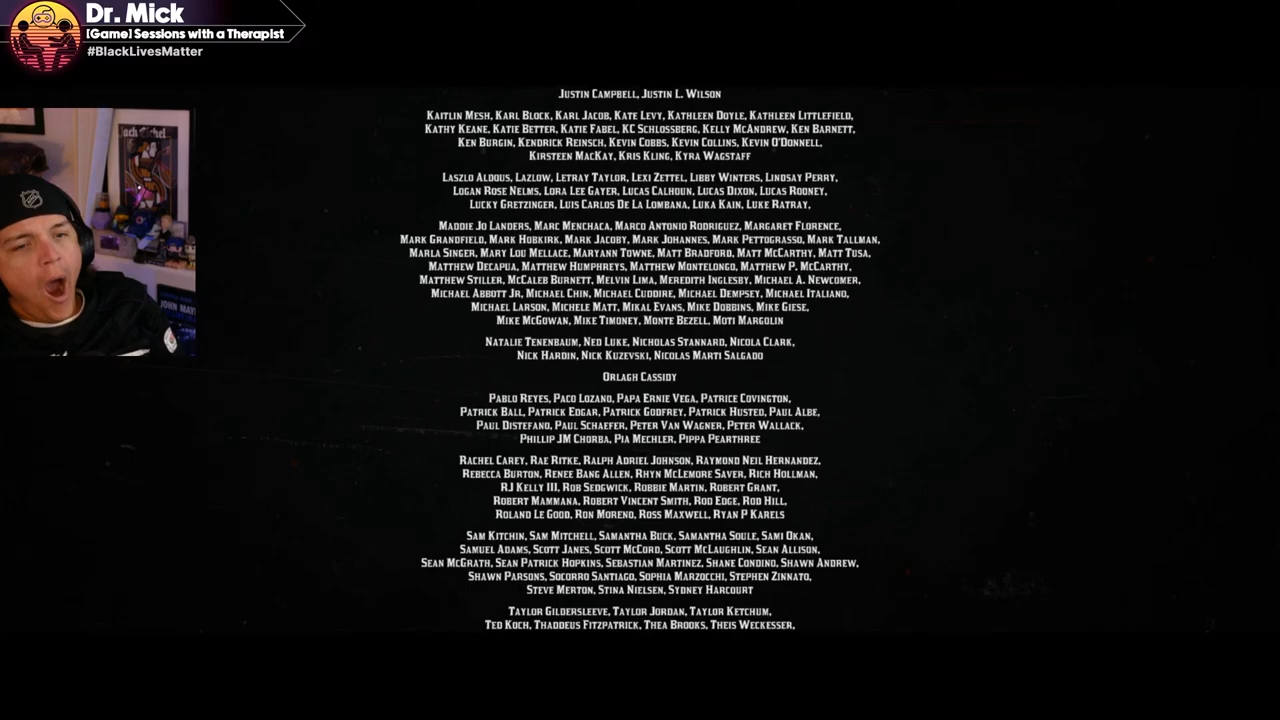 Dr. Mick
[Game] Sessions with a Therapist
#BlackLivesMatter
Justin Campbell, Justin L. Wilson
Kaitlin Mesh, Karl Block, Karl Jacob, Kate Levy, Kathleen Doyle, Kathleen Littlefield,
Kathy Keane, Katie Better, Katie Fabel, KC Schlossberg, Kelly McAndrew, Ken Barnett,
Ken Burgin, Kendrick Reinsch, Kevin Cobbs, Kevin Collins, Kevin O'Donnell,
Kirsteen MacKay, Kris Kling, Kyra Wagstaff
Laszlo Aldous, Lazlow, Letray Taylor, Lexi Zettel, Libby Winters, Lindsay Perry,
Logan Rose Nelms, Lora Lee Gayer, Lucas Calhoun, Lucas Dixon, Lucas Rooney,
Lucky Gretzinger, Luis Carlos De La Lombana, Luka Kain, Luke Ratray,
Maddie Jo Landers, Marc Menchaca, Marco Antonio Rodriguez, Margaret Florence,
Mark Grandfield, Mark Hobkirk, Mark Jacoby, Mark Johannes, Mark Pettograsso, Mark Tallman,
Marla Singer, Mary Lou Mellace, Maryann Towne, Matt Bradford, Matt McCarthy, Matt Tusa,
Matthew Decapua, Matthew Humphreys, Matthew Montelongo, Matthew P. McCarthy,
Matthew Stiller, McCaleb Burnett, Melvin Lima, Meredith Inglesby, Michael A. Newcomer,
Michael Abbott Jr, Michael Chin, Michael Cuddire, Michael Dempsey, Michael Italiano,
Michael Larson, Michele Matt, Mikal Evans, Mike Dobbins, Mike Giese,
Mike McGowan, Mike Timoney, Monte Bezell, Moti Margolin
Natalie Tenenbaum, Ned Luke, Nicholas Stannard, Nicola Clark,
Nick Hardin, Nick Kuzevski, Nicolas Marti Salgado
Orlagh Cassidy
Pablo Reyes, Paco Lozano, Papa Ernie Vega, Patrice Covington,
Patrick Ball, Patrick Edgar, Patrick Godfrey, Patrick Husted, Paul Albe,
Paul Distefano, Paul Schaefer, Peter Van Wagner, Peter Wallack,
Phillip JM Chorba, Pia Mechler, Pippa Pearthree
Rachel Carey, Rae Ritke, Ralph Adriel Johnson, Raymond Neil Hernandez,
Rebecca Burton, Renee Bang Allen, Rhyn McLemore Saver, Rich Hollman,
RJ Kelly III, Rob Sedgwick, Robbie Martin, Robert Grant,
Robert Mammana, Robert Vincent Smith, Rod Edge, Rod Hill,
Roland Le Good, Ron Moreno, Ross Maxwell, Ryan P Karels
Sam Kitchin, Sam Mitchell, Samantha Buck, Samantha Soule, Sami Okan,
Samuel Adams, Scott Janes, Scott McCord, Scott McLaughlin, Sean Allison,
Sean McGrath, Sean Patrick Hopkins, Sebastian Martinez, Shane Condino, Shawn Andrew,
Shawn Parsons, Socorro Santiago, Sophia Marzocchi, Stephen Zinnato,
Steve Merton, Stina Nielsen, Sydney Harcourt
Taylor Gildersleeve, Taylor Jordan, Taylor Ketchum,
Ted Koch, Thaddeus Fitzpatrick, Thea Brooks, Theis Weckesser,
NHL
JOHN MAY